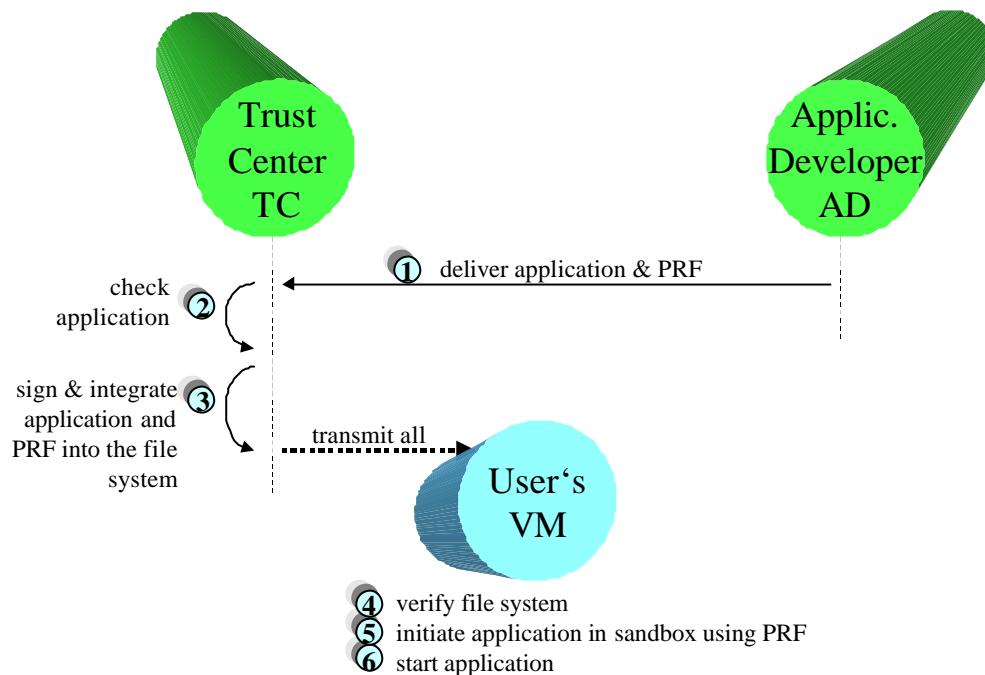 Trust
Center
TC
Applic.
Developer
AD
1 deliver application & PRF
check
application
2
sign & integrate
application and
PRF into the file
system
3
transmit all
User‘s
VM
4 verify file system
5 initiate application in sandbox using PRF
6 start application